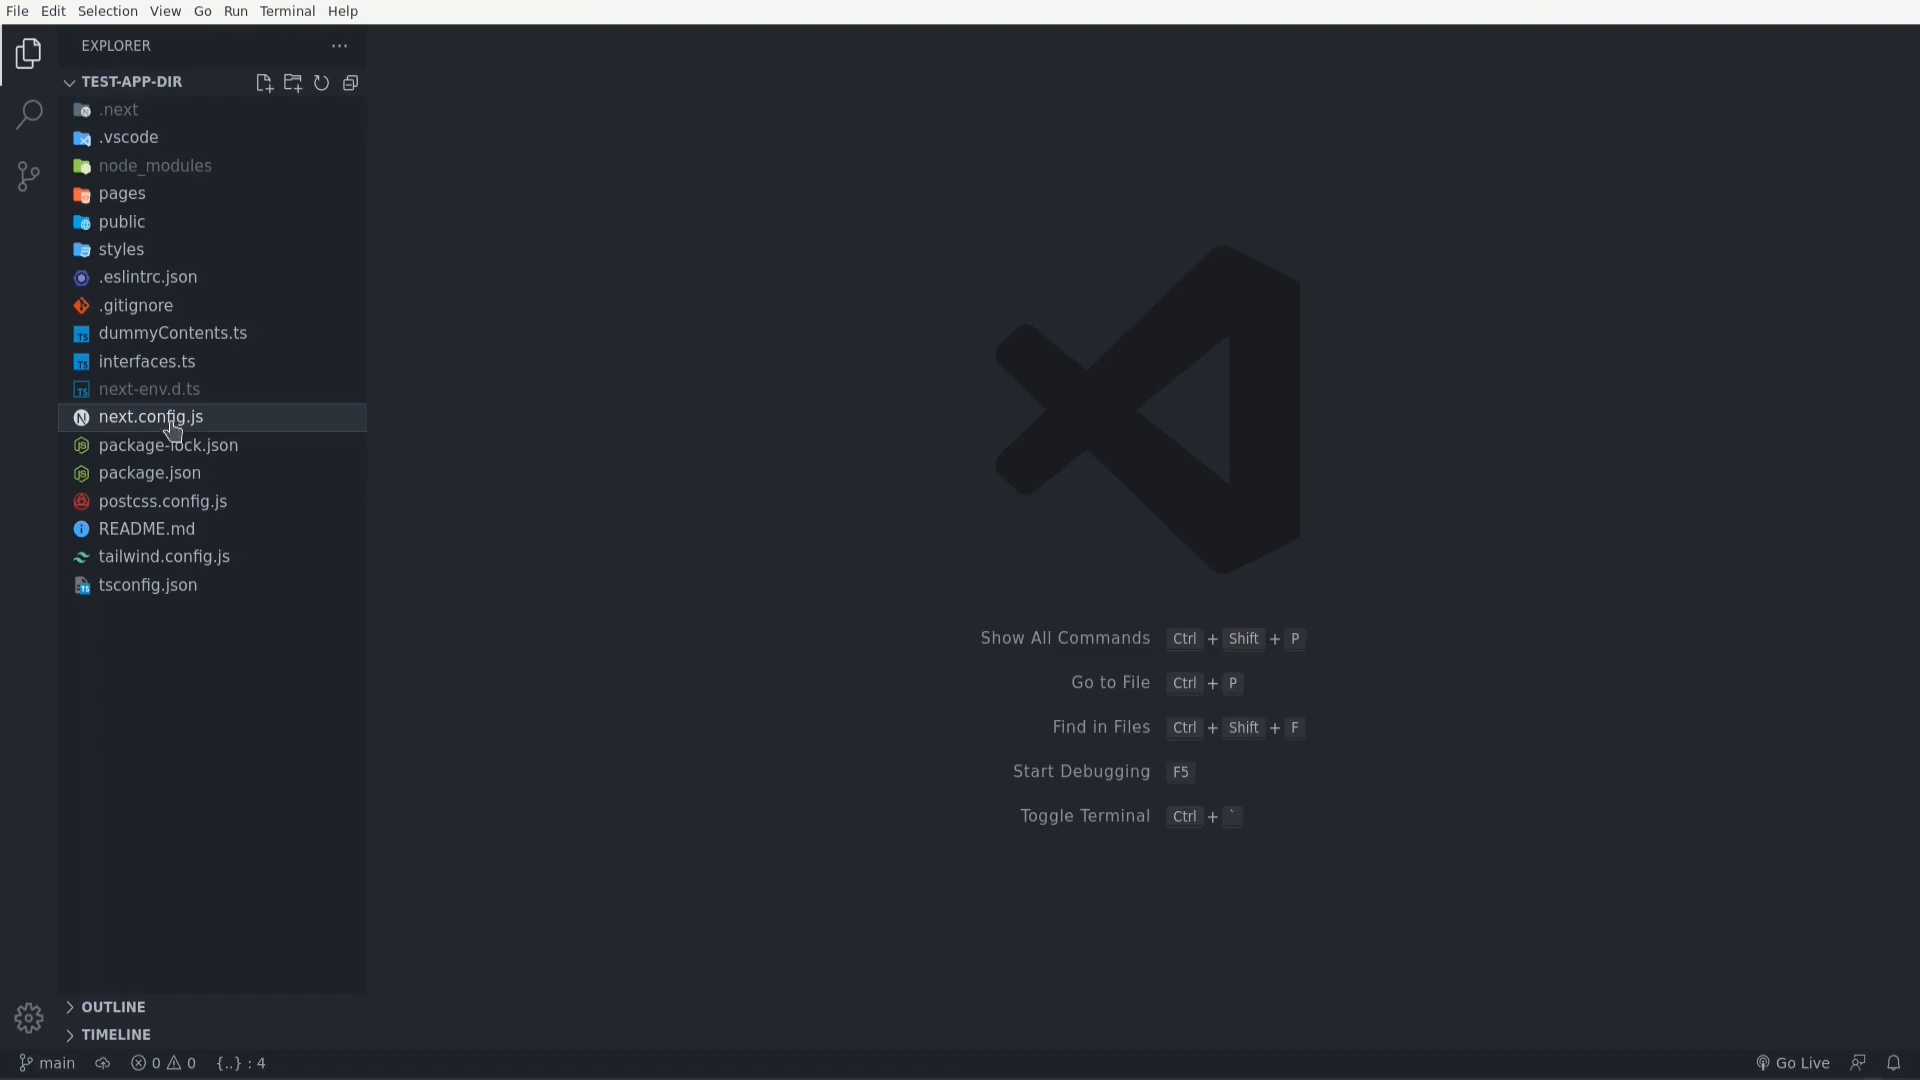 File Edit Selection View Go Run Terminal Help
EXPLORER
TEST-APP-DIR
.next
.vscode
node_modules
pages
public
styles
.eslintrc.json
.gitignore
dummyContents.ts
interfaces.ts
next-env.d.ts
next.config.js
package-lock.json
package.json
postcss.config.js
README.md
tailwind.config.js
tsconfig.json
Show All Commands Ctrl + Shift + P
Go to File Ctrl + P
Find in Files Ctrl + Shift + F
Start Debugging F5
Toggle Terminal Ctrl + `
OUTLINE
TIMELINE
main 0 0 {..} : 4 Go Live